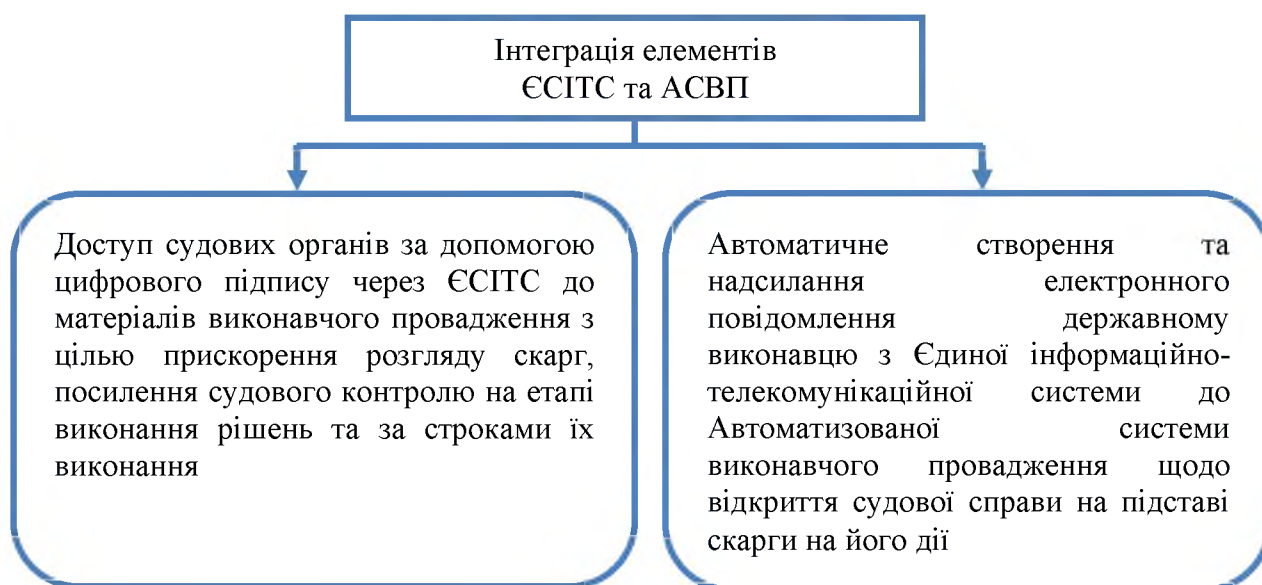 Інтеграція елементів
ЄСІТС та АСВП
Доступ судових органів за допомогою
цифрового підпису через ЄСІТС до
матеріалів виконавчого провадження з
цілью прискорення розгляду скарг,
посилення судового контролю на етапі
виконання рішень та за строками їх
виконання
Автоматичне створення та
надсилання електронного
повідомлення державному
виконавцю з Єдиної інформаційно-
телекомунікаційної системи до
Автоматизованої системи
виконавчого провадження щодо
відкриття судової справи на підставі
скарги на його дії